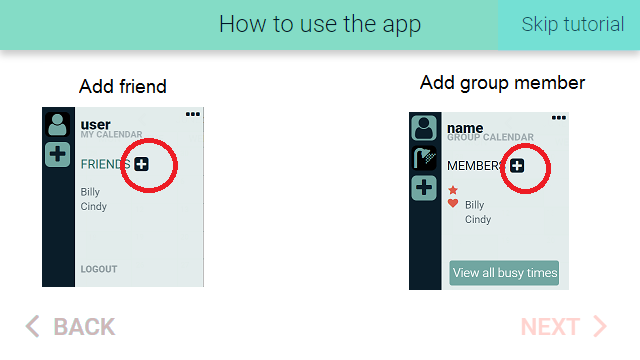 How to use the app
Skip tutorial
Add friend
user
MY CALENDAR
FRIENDS
Billy
Cindy
LOGOUT
Add group member
name
GROUP CALENDAR
MEMBERS
Billy
Cindy
View all busy times
BACK
NEXT